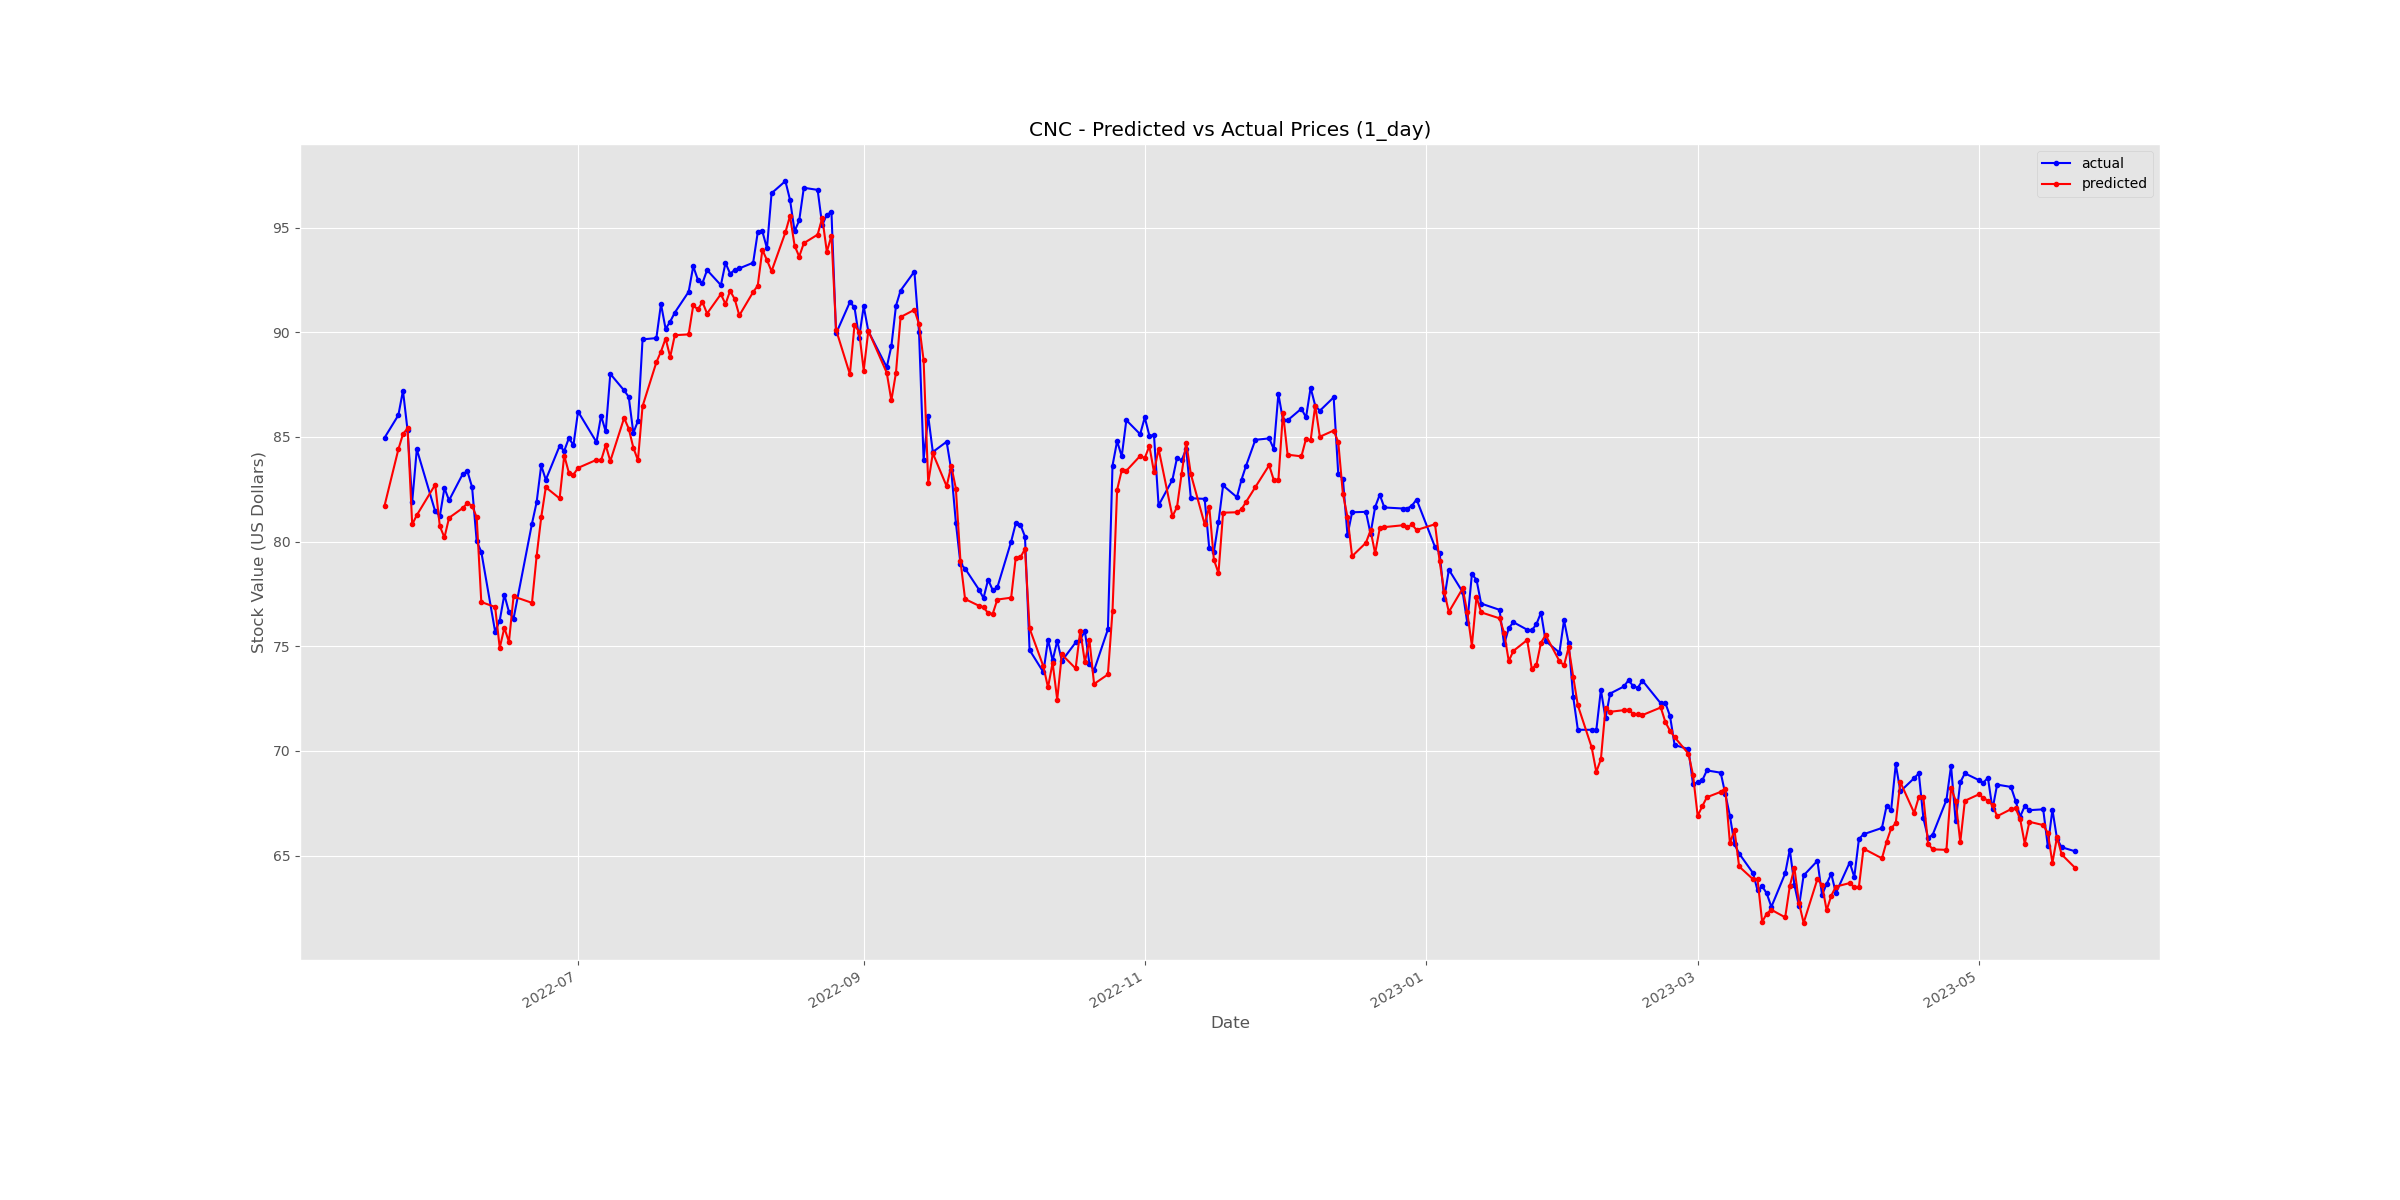 CNC - Predicted vs Actual Prices (1_day)
actual
predicted
95
90
85
80
75
70
65
Stock Value (US Dollars)
2022-07
2022-09
2022-11
2023-01
2023-03
2023-05
Date